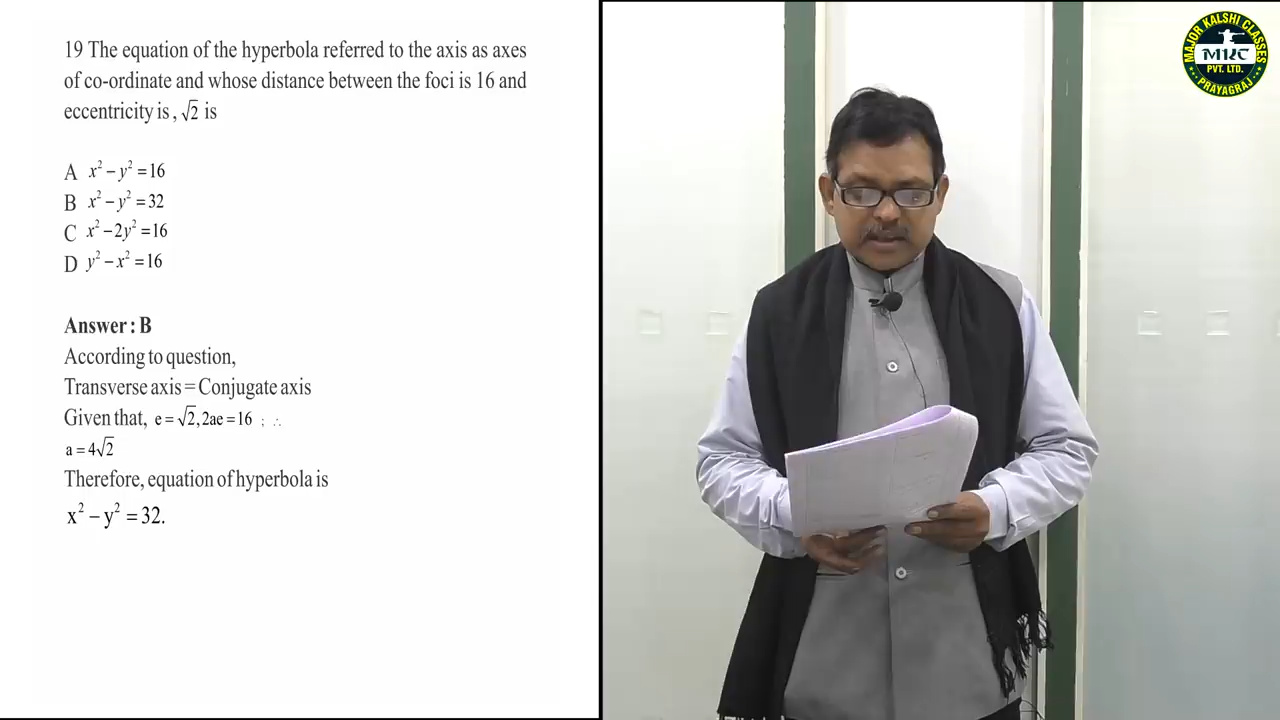 19 The equation of the hyperbola referred to the axis as axes
of co-ordinate and whose distance between the foci is 16 and
eccentricity is , √2 is
A x² − y² = 16
B x² − y² = 32
C x² − 2y² = 16
D y² − x² = 16
Answer : B
According to question,
Transverse axis = Conjugate axis
Given that, e = √2, 2ae = 16 ; ∴
a = 4√2
Therefore, equation of hyperbola is
x² − y² = 32.
MAJOR KALSHI CLASSES
MKC
PVT. LTD.
PRAYAGRAJ